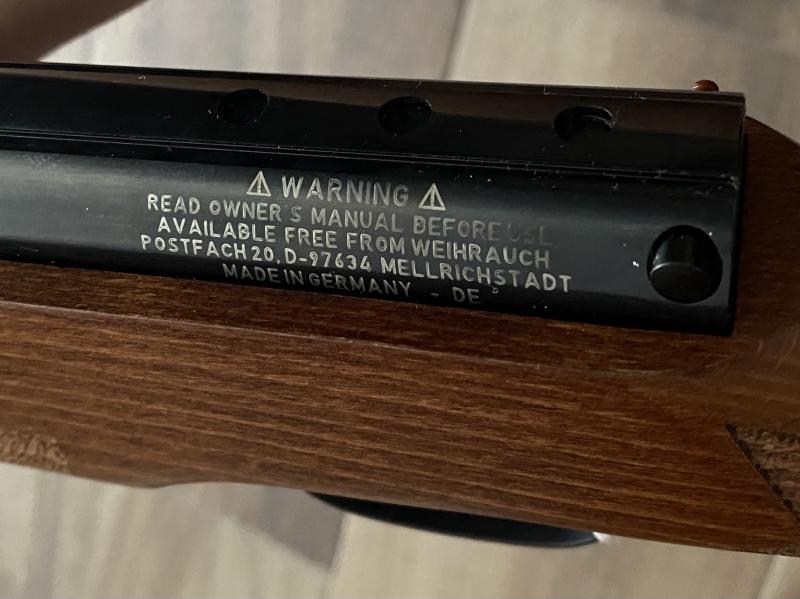 ⚠ WARNING ⚠
READ OWNER'S MANUAL BEFORE USE
AVAILABLE FREE FROM WEIHRAUCH
POSTFACH 20, D-97634 MELLRICHSTADT
MADE IN GERMANY - DE